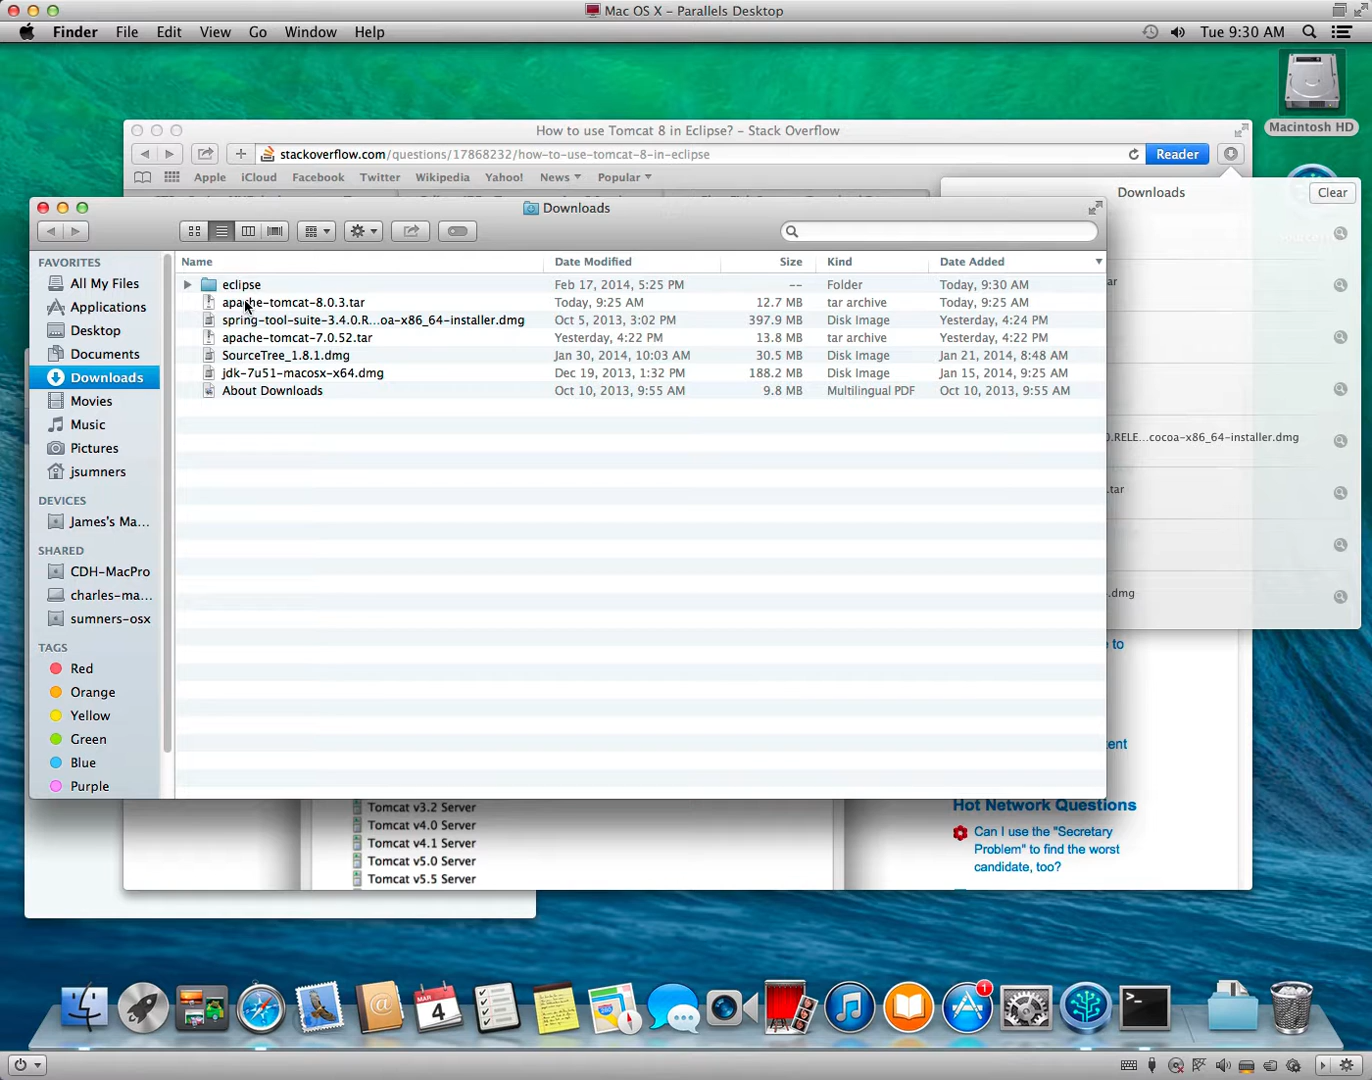 Mac OS X - Parallels Desktop
Finder File Edit View Go Window Help
Tue 9:30 AM
Macintosh HD
How to use Tomcat 8 in Eclipse? - Stack Overflow
stackoverflow.com/questions/17868232/how-to-use-tomcat-8-in-eclipse
Reader
Apple iCloud Facebook Twitter Wikipedia Yahoo! News Popular
Downloads
Clear
Downloads
FAVORITES
All My Files
Applications
Desktop
Documents
Downloads
Movies
Music
Pictures
jsumners
DEVICES
James's Ma...
SHARED
CDH-MacPro
charles-ma...
sumners-osx
TAGS
Red
Orange
Yellow
Green
Blue
Purple
Name Date Modified Size Kind Date Added
eclipse Feb 17, 2014, 5:25 PM -- Folder Today, 9:30 AM
apache-tomcat-8.0.3.tar Today, 9:25 AM 12.7 MB tar archive Today, 9:25 AM
spring-tool-suite-3.4.0.R...oa-x86_64-installer.dmg Oct 5, 2013, 3:02 PM 397.9 MB Disk Image Yesterday, 4:24 PM
apache-tomcat-7.0.52.tar Yesterday, 4:22 PM 13.8 MB tar archive Yesterday, 4:22 PM
SourceTree_1.8.1.dmg Jan 30, 2014, 10:03 AM 30.5 MB Disk Image Jan 21, 2014, 8:48 AM
jdk-7u51-macosx-x64.dmg Dec 19, 2013, 1:32 PM 188.2 MB Disk Image Jan 15, 2014, 9:25 AM
About Downloads Oct 10, 2013, 9:55 AM 9.8 MB Multilingual PDF Oct 10, 2013, 9:55 AM
ar
0.RELE...cocoa-x86_64-installer.dmg
.tar
.dmg
to
ent
Tomcat v3.2 Server
Tomcat v4.0 Server
Tomcat v4.1 Server
Tomcat v5.0 Server
Tomcat v5.5 Server
Hot Network Questions
Can I use the "Secretary
Problem" to find the worst
candidate, too?
MAR
4
1